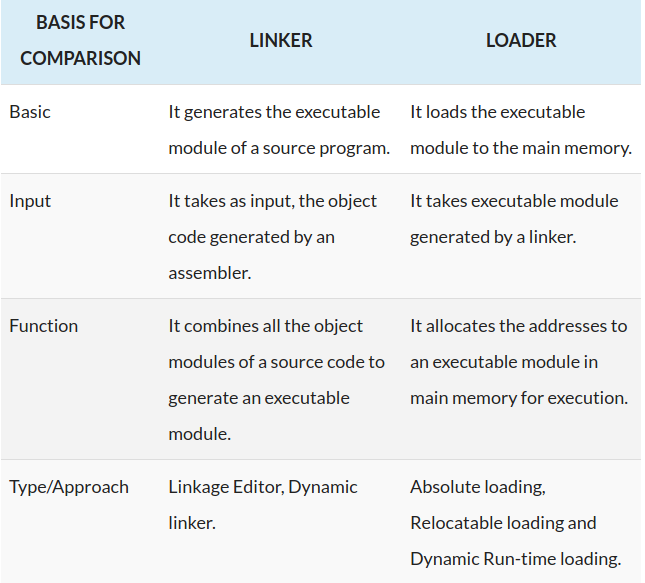 BASIS FOR
COMPARISON
LINKER
LOADER
Basic
It generates the executable
module of a source program.
It loads the executable
module to the main memory.
Input
It takes as input, the object
code generated by an
assembler.
It takes executable module
generated by a linker.
Function
It combines all the object
modules of a source code to
generate an executable
module.
It allocates the addresses to
an executable module in
main memory for execution.
Type/Approach
Linkage Editor, Dynamic
linker.
Absolute loading,
Relocatable loading and
Dynamic Run-time loading.